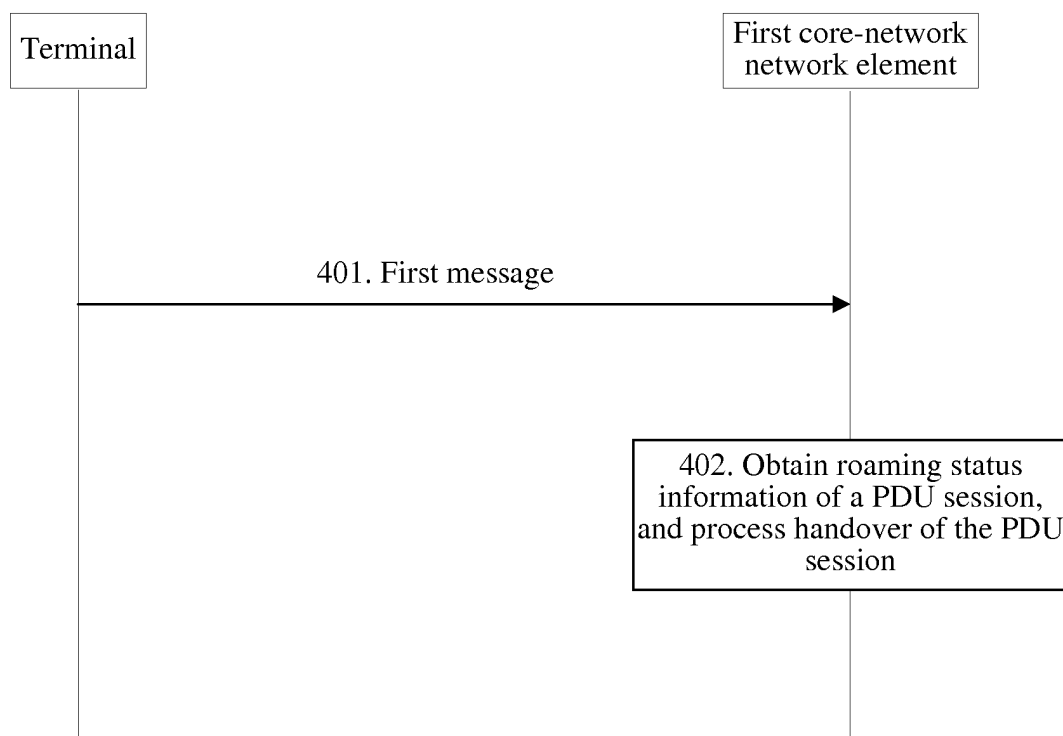 Terminal
First core-network
network element
401. First message
402. Obtain roaming status
information of a PDU session,
and process handover of the PDU
session